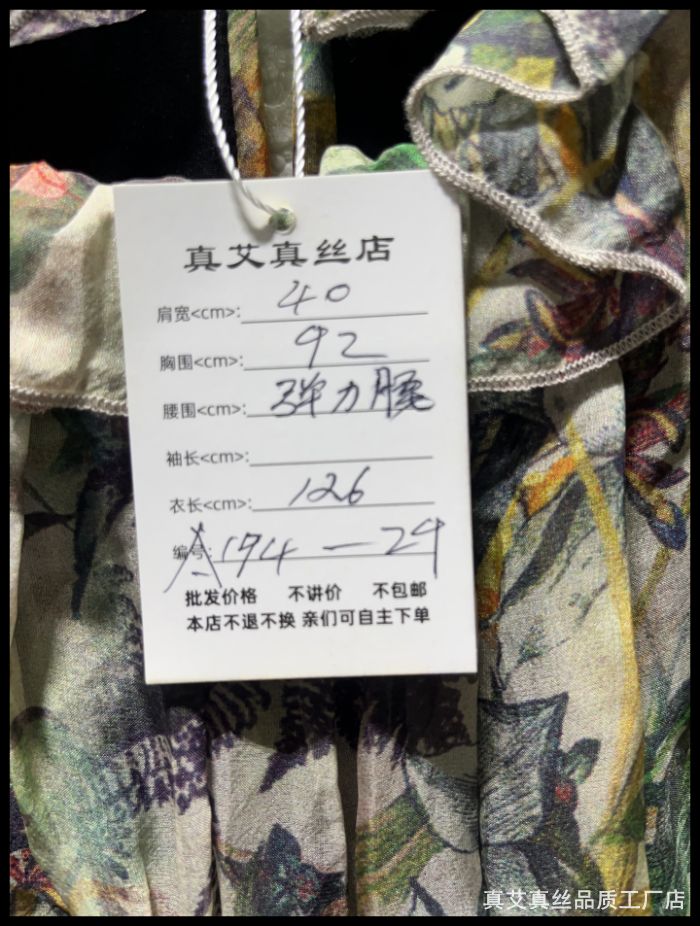 真艾真丝店
肩宽<cm>: 40
胸围<cm>: 92
腰围<cm>: 弹力腰
袖长<cm>:
衣长<cm>: 126
编号: A194-29
批发价格 不讲价 不包邮
本店不退不换 亲们可自主下单
真艾真丝品质工厂店